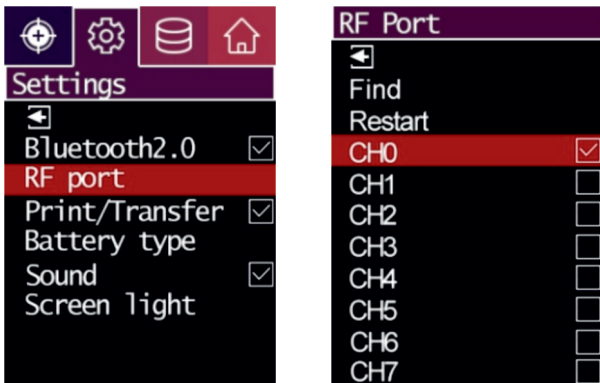 Settings
Bluetooth2.0
RF port
Print/Transfer
Battery type
Sound
Screen light
RF Port
Find
Restart
CH0
CH1
CH2
CH3
CH4
CH5
CH6
CH7